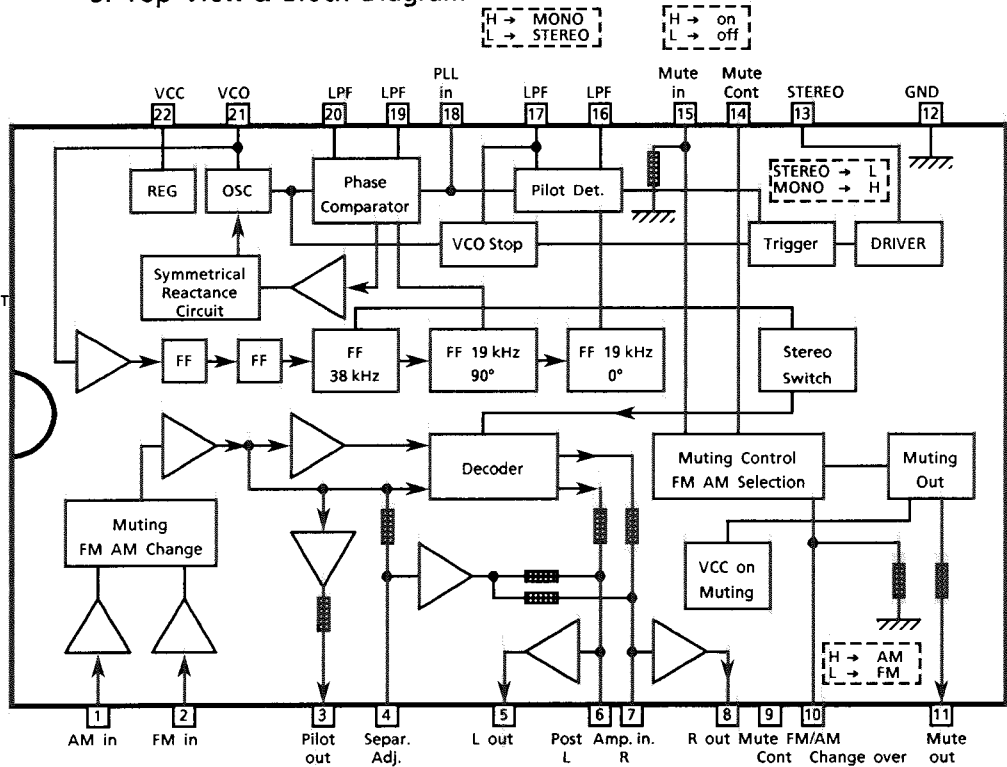 H → MONO
L → STEREO
H → on
L → off
VCC
VCO
LPF
LPF
PLL
in
LPF
LPF
Mute
in
Mute
Cont
STEREO
GND
22
21
20
19
18
17
16
15
14
13
12
REG
OSC
Phase
Comparator
Pilot Det.
STEREO → L
MONO → H
VCO Stop
Trigger
DRIVER
Symmetrical
Reactance
Circuit
T
FF
FF
FF
38 kHz
FF 19 kHz
90°
FF 19 kHz
0°
Stereo
Switch
Decoder
Muting Control
FM AM Selection
Muting
Out
Muting
FM AM Change
VCC on
Muting
H → AM
L → FM
1
2
3
4
5
6
7
8
9
10
11
AM in
FM in
Pilot
out
Separ.
Adj.
L out
Post Amp. in.
L R
R out
Mute
Cont
FM/AM
Change over
Mute
out